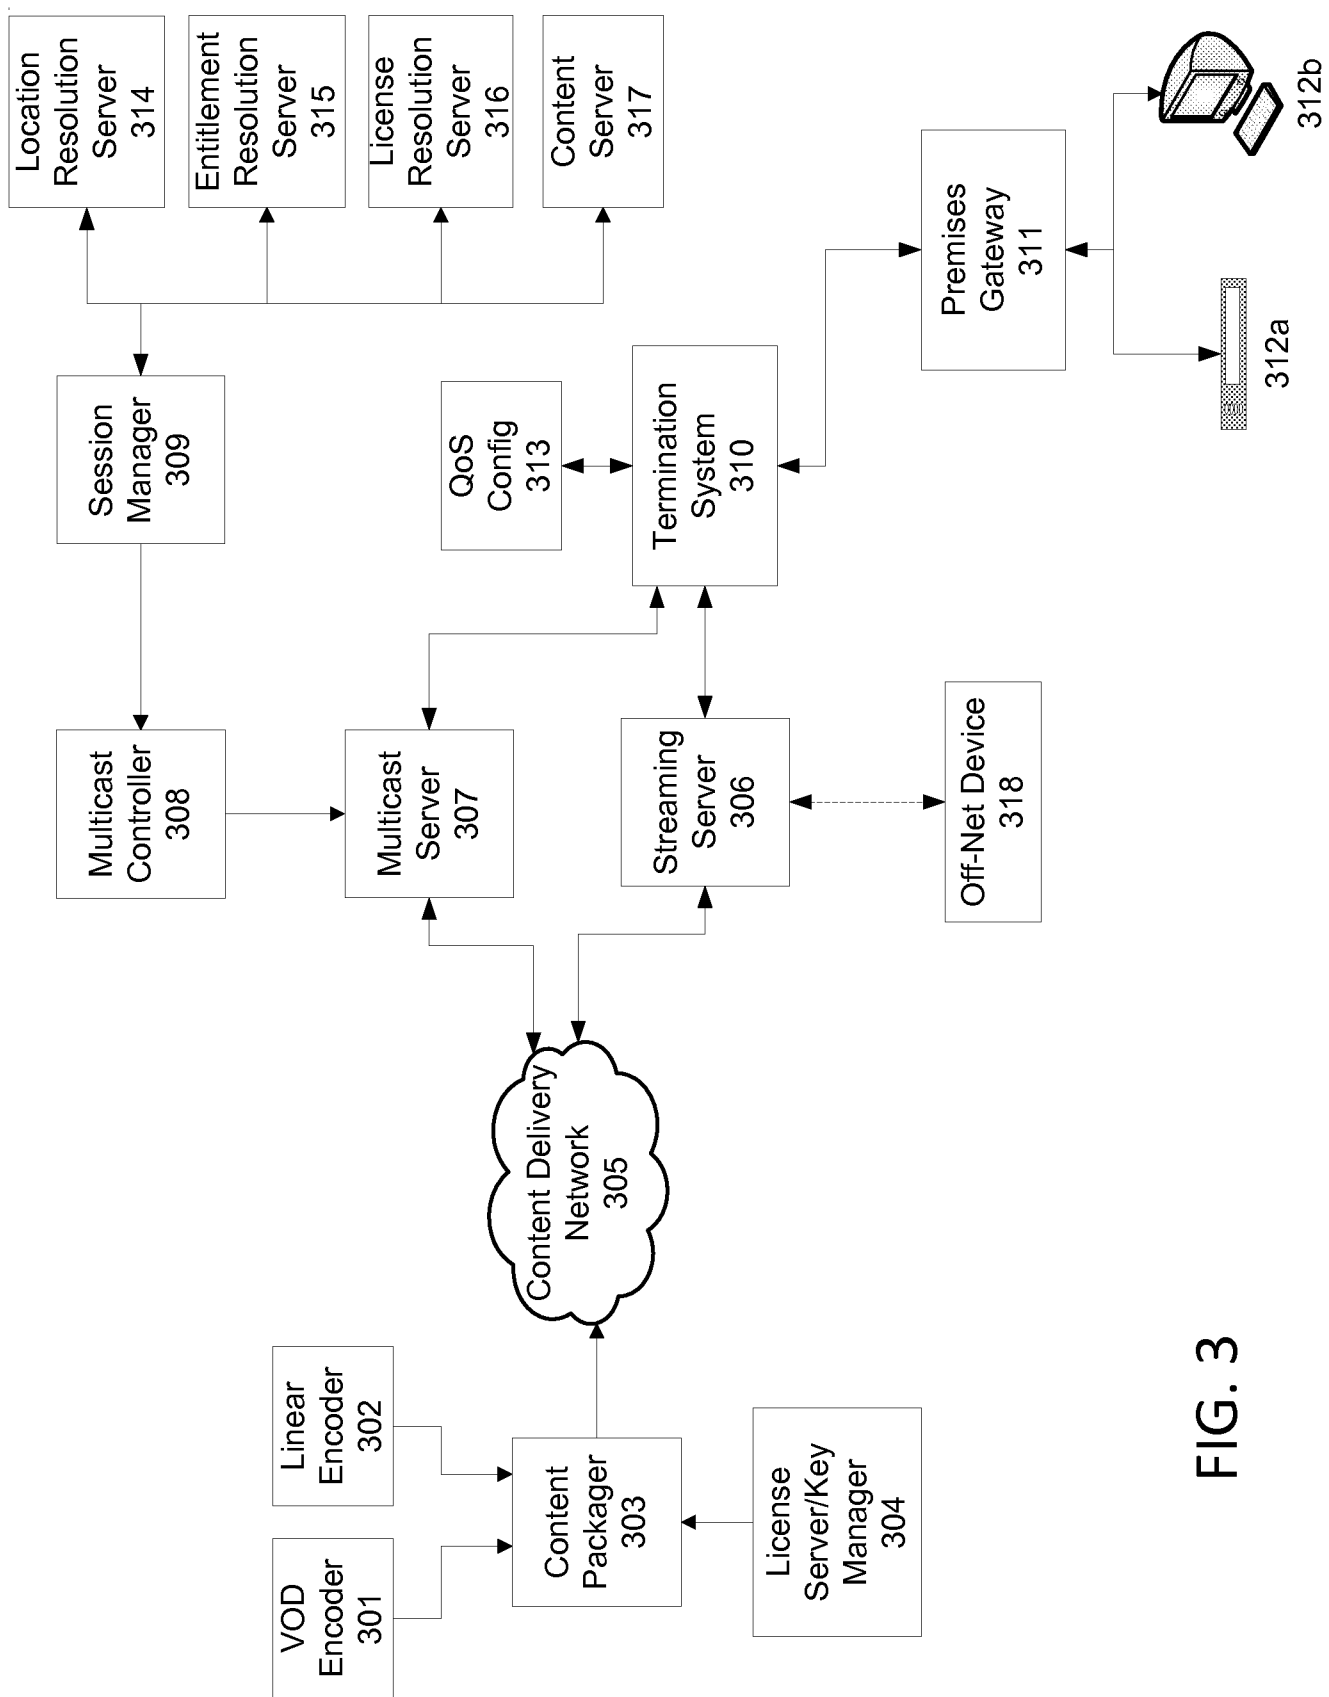 VOD
Encoder
301
Linear
Encoder
302
Content
Packager
303
License
Server/Key
Manager
304
Content Delivery
Network
305
Multicast
Controller
308
Multicast
Server
307
Streaming
Server
306
Off-Net Device
318
Session
Manager
309
QoS
Config
313
Termination
System
310
Location
Resolution
Server
314
Entitlement
Resolution
Server
315
License
Resolution
Server
316
Content
Server
317
Premises
Gateway
311
312a
312b
FIG. 3